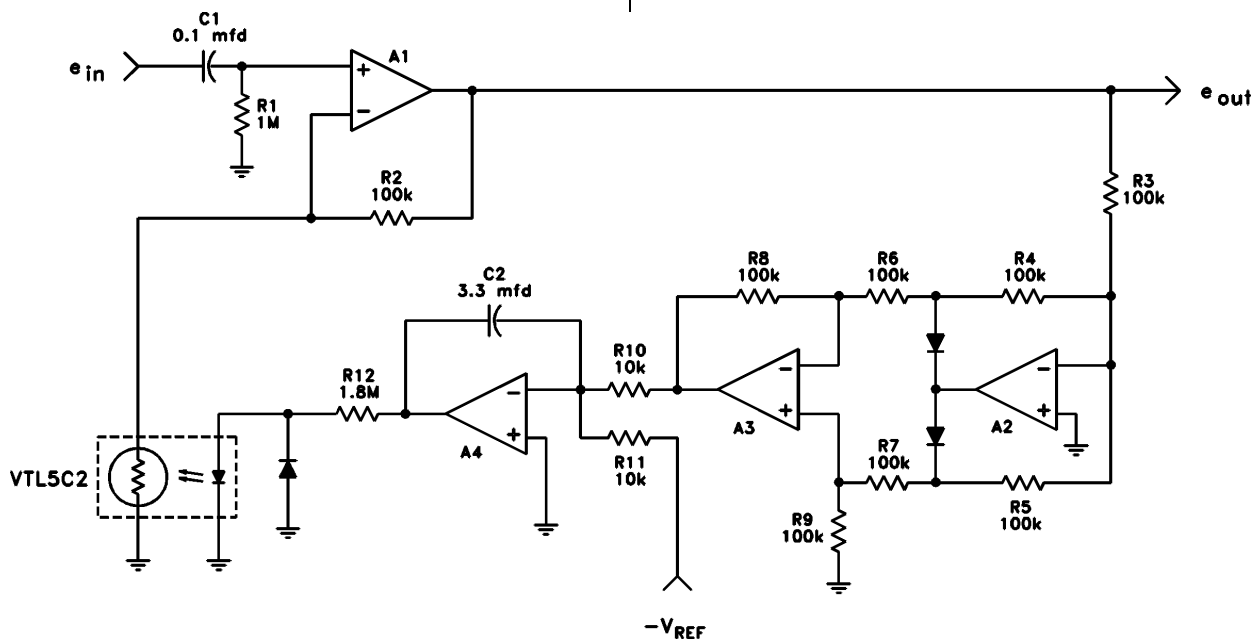 C1
0.1 mfd
e in
A1
+
−
R1
1M
e out
R2
100k
R3
100k
C2
3.3 mfd
R8
100k
R6
100k
R4
100k
R10
10k
R12
1.8M
−
+
A4
−
+
A3
−
+
A2
R11
10k
R7
100k
VTL5C2
R9
100k
R5
100k
−VREF